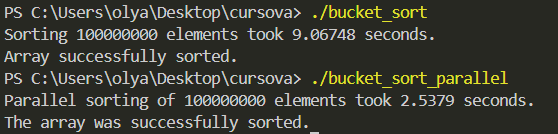 PS C:\Users\olya\Desktop\cursova> ./bucket_sort
Sorting 100000000 elements took 9.06748 seconds.
Array successfully sorted.
PS C:\Users\olya\Desktop\cursova> ./bucket_sort_parallel
Parallel sorting of 100000000 elements took 2.5379 seconds.
The array was successfully sorted.